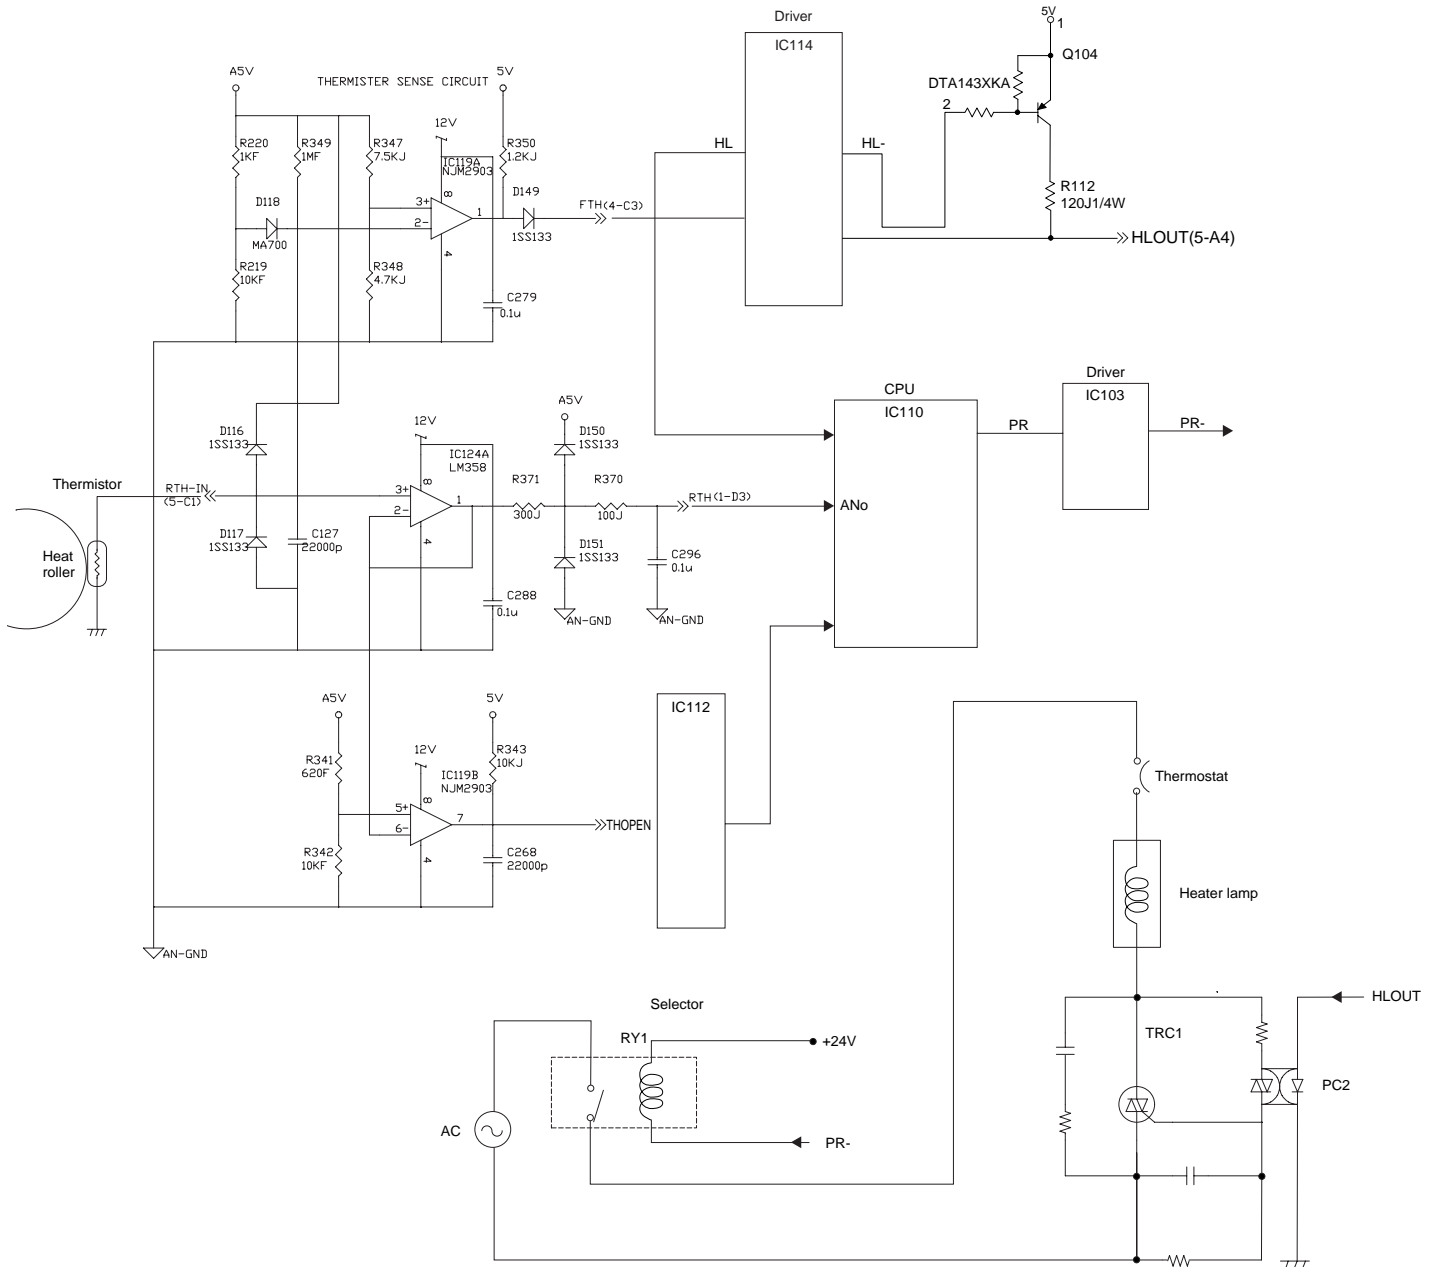 Driver
IC114
5V
1
Q104
DTA143XKA
2
A5V
THERMISTER SENSE CIRCUIT
5V
12V
R220
1KF
R349
1MF
R347
7.5KJ
IC119A
NJM2903
R350
1.2KJ
HL
HL-
D118
MA700
8
3+
2-
1
4
D149
1SS133
FTH(4-C3)
R112
120J1/4W
HLOUT(5-A4)
R219
10KF
R348
4.7KJ
C279
0.1u
Driver
IC103
CPU
IC110
PR
PR-
A5V
12V
D116
1SS133
IC124A
LM358
D150
1SS133
Thermistor
RTH-IN
(5-C1)
8
3+
2-
1
4
R371
300J
R370
100J
RTH(1-D3)
ANo
Heat
roller
D117
1SS133
C127
22000p
D151
1SS133
C296
0.1u
C288
0.1u
AN-GND
AN-GND
A5V
5V
IC112
12V
R341
620F
IC119B
NJM2903
R343
10KJ
Thermostat
8
5+
6-
7
4
THOPEN
R342
10KF
C268
22000p
Heater lamp
AN-GND
Selector
HLOUT
RY1
+24V
TRC1
PC2
AC
PR-